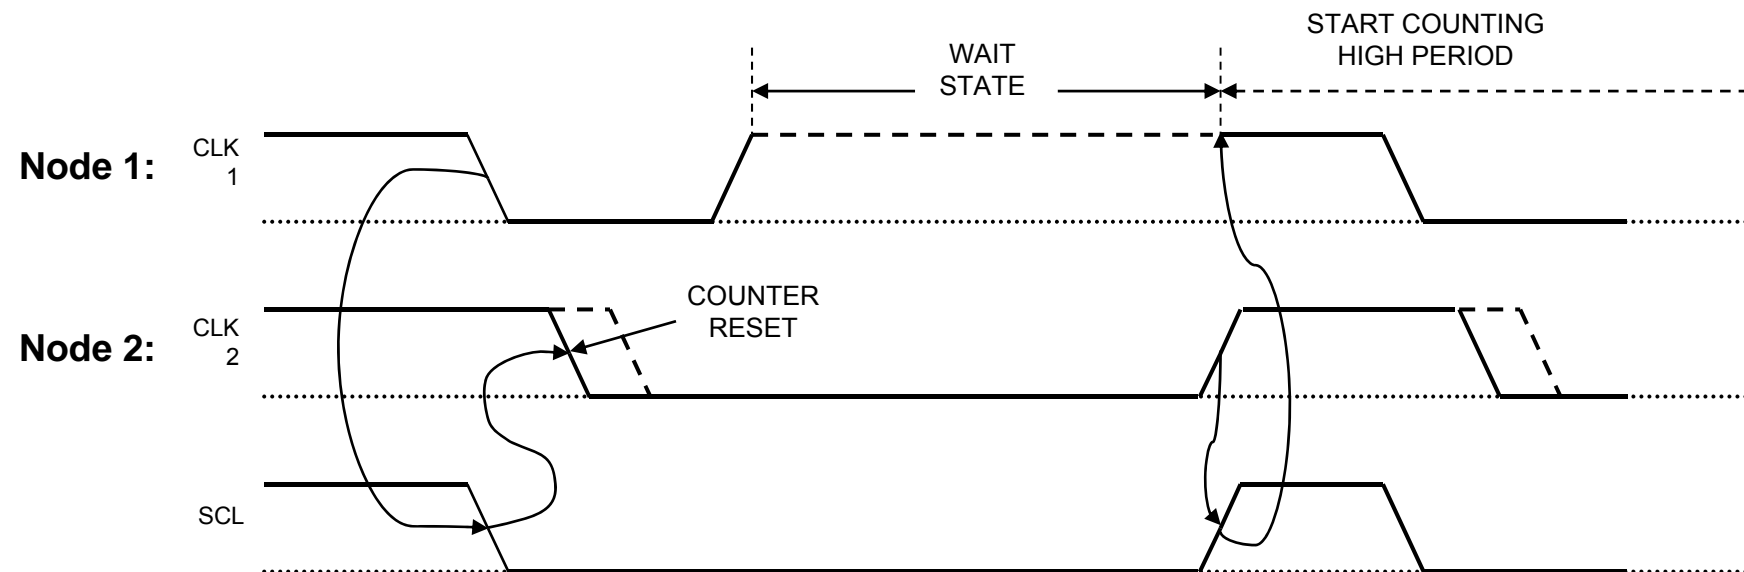 START COUNTING
HIGH PERIOD
WAIT
STATE
Node 1:
CLK
1
COUNTER
RESET
Node 2:
CLK
2
SCL